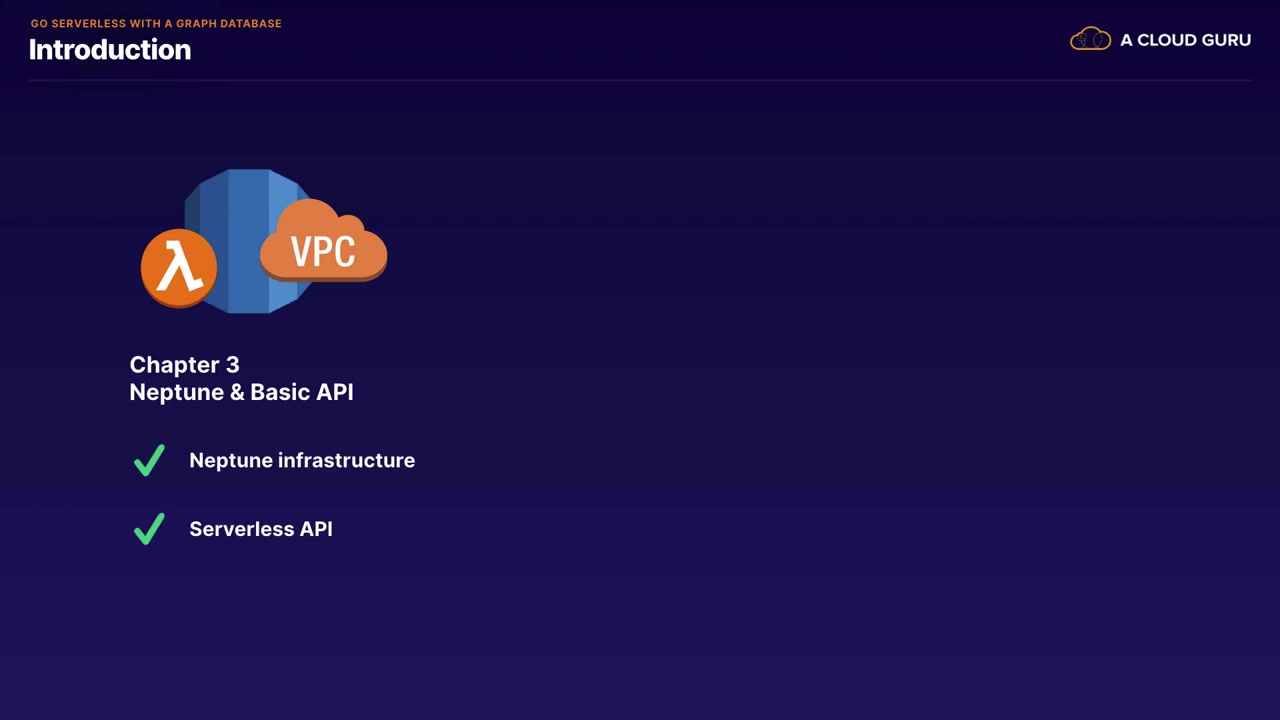 GO SERVERLESS WITH A GRAPH DATABASE
Introduction
A CLOUD GURU
λ
VPC
Chapter 3
Neptune & Basic API
Neptune infrastructure
Serverless API